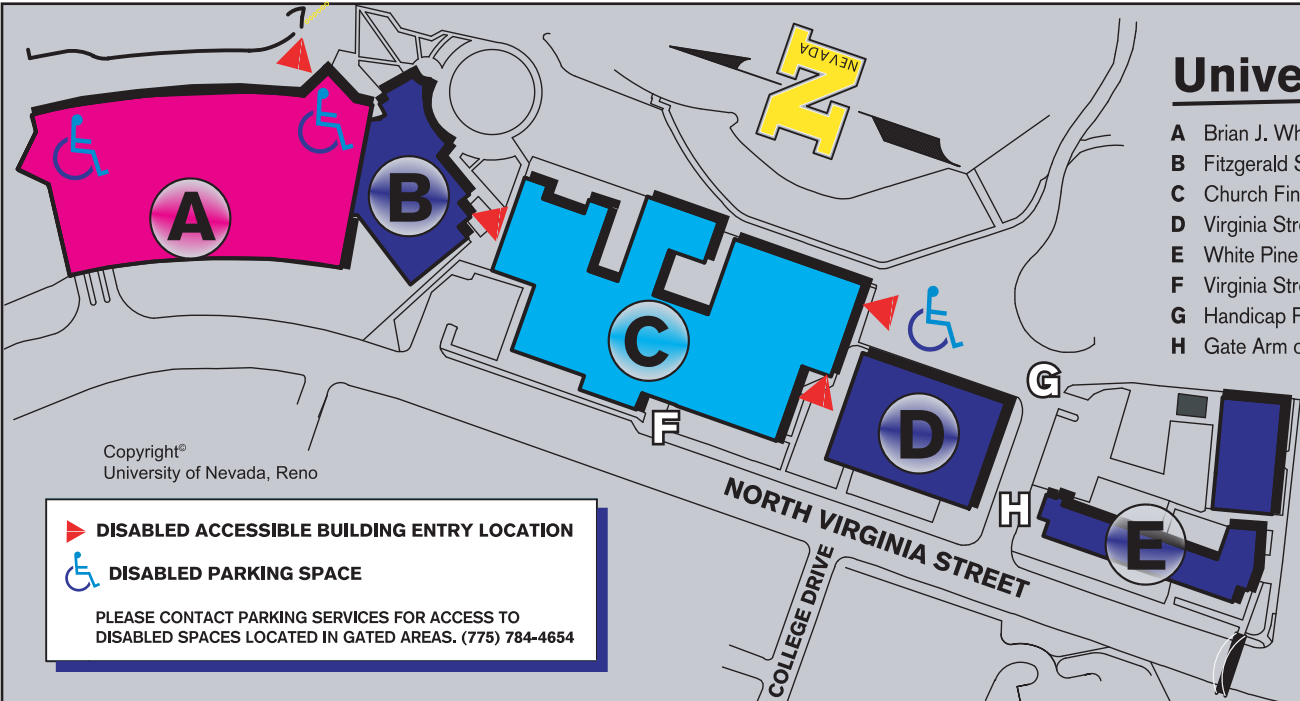 NEVADA
N
Unive
A Brian J. Wh
B Fitzgerald S
C Church Fin
D Virginia Stre
E White Pine
F Virginia Stre
G Handicap P
H Gate Arm o
A
B
C
D
E
F
G
H
NORTH VIRGINIA STREET
COLLEGE DRIVE
Copyright©
University of Nevada, Reno
DISABLED ACCESSIBLE BUILDING ENTRY LOCATION
DISABLED PARKING SPACE
PLEASE CONTACT PARKING SERVICES FOR ACCESS TO
DISABLED SPACES LOCATED IN GATED AREAS. (775) 784-4654